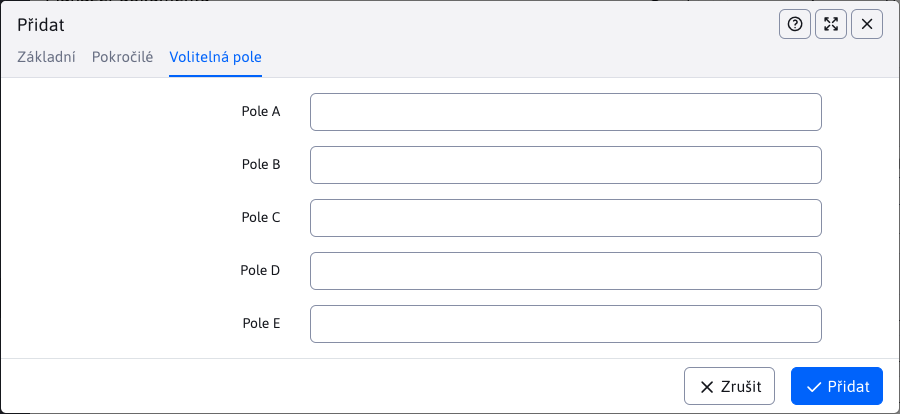 Přidat
Základní Pokročilé Volitelná pole
Pole A
Pole B
Pole C
Pole D
Pole E
Zrušit Přidat